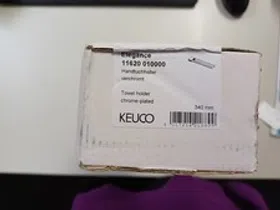 Elegance
11620 010000
Handtuchhalter
verchromt
Towel holder
chrome-plated
340 mm
KEUCO